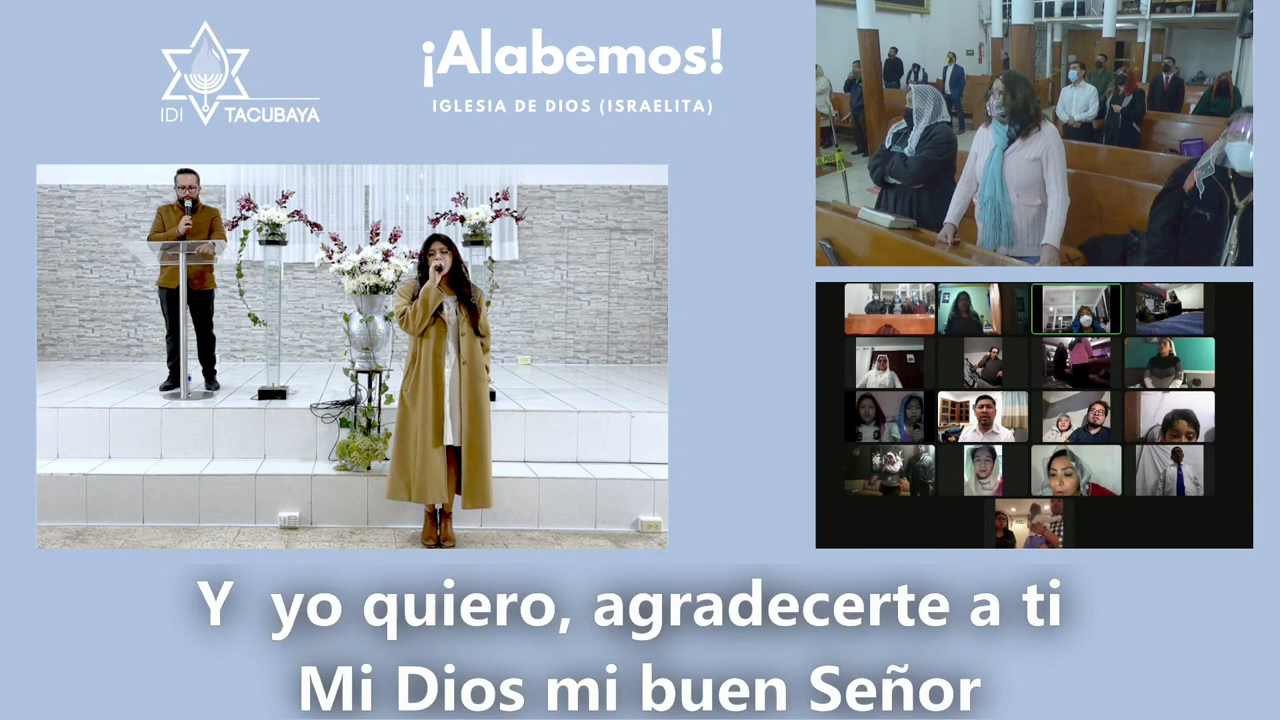 IDI TACUBAYA
¡Alabemos!
IGLESIA DE DIOS (ISRAELITA)
Y yo quiero, agradecerte a ti
Mi Dios mi buen Señor